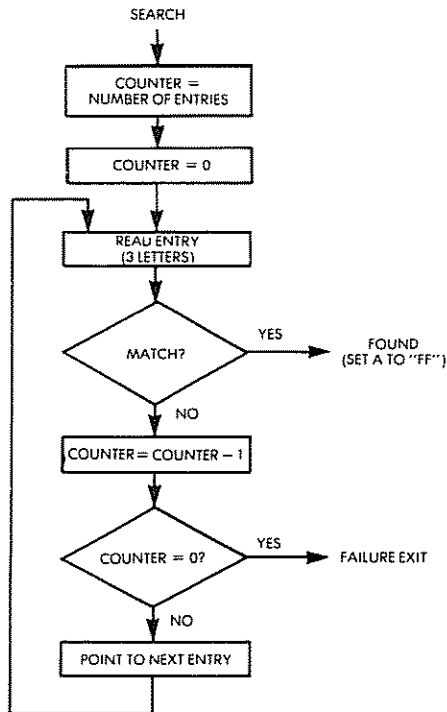 SEARCH
COUNTER =
NUMBER OF ENTRIES
COUNTER = 0
READ ENTRY
(3 LETTERS)
MATCH?
YES
FOUND
(SET A TO "FF")
NO
COUNTER = COUNTER − 1
COUNTER = 0?
YES
FAILURE EXIT
NO
POINT TO NEXT ENTRY